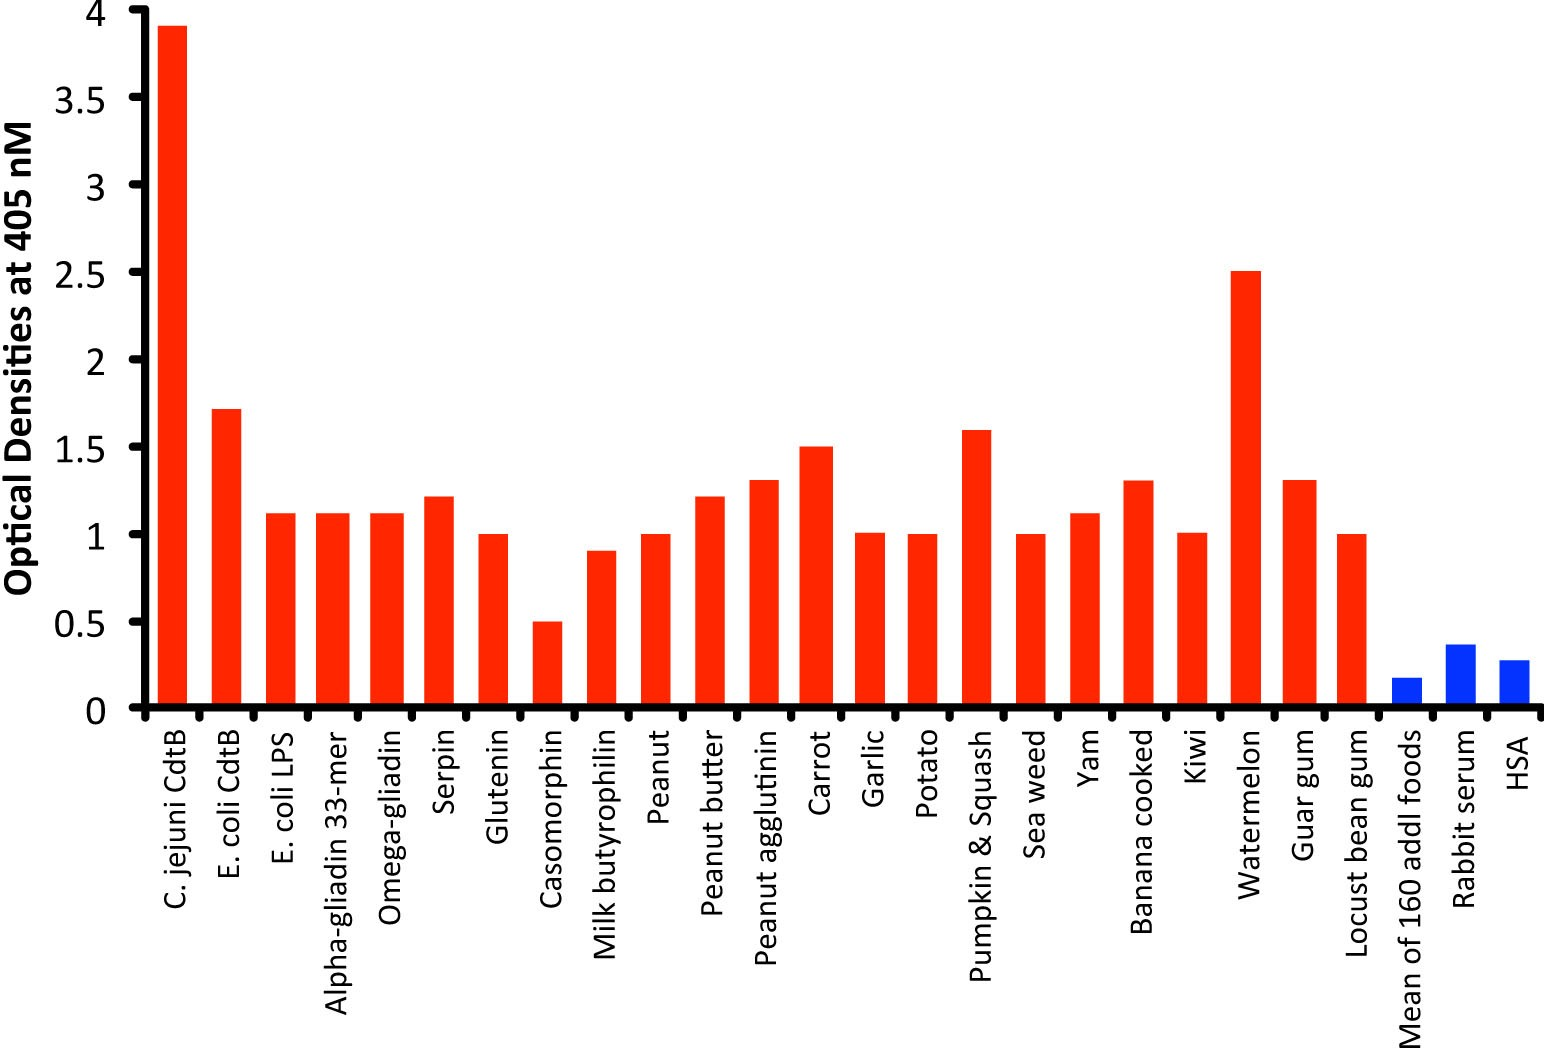 Optical Densities at 405 nM
4
3.5
3
2.5
2
1.5
1
0.5
0
C. jejuni CdtB
E. coli CdtB
E. coli LPS
Alpha-gliadin 33-mer
Omega-gliadin
Serpin
Glutenin
Casomorphin
Milk butyrophilin
Peanut
Peanut butter
Peanut agglutinin
Carrot
Garlic
Potato
Pumpkin & Squash
Sea weed
Yam
Banana cooked
Kiwi
Watermelon
Guar gum
Locust bean gum
Mean of 160 addl foods
Rabbit serum
HSA